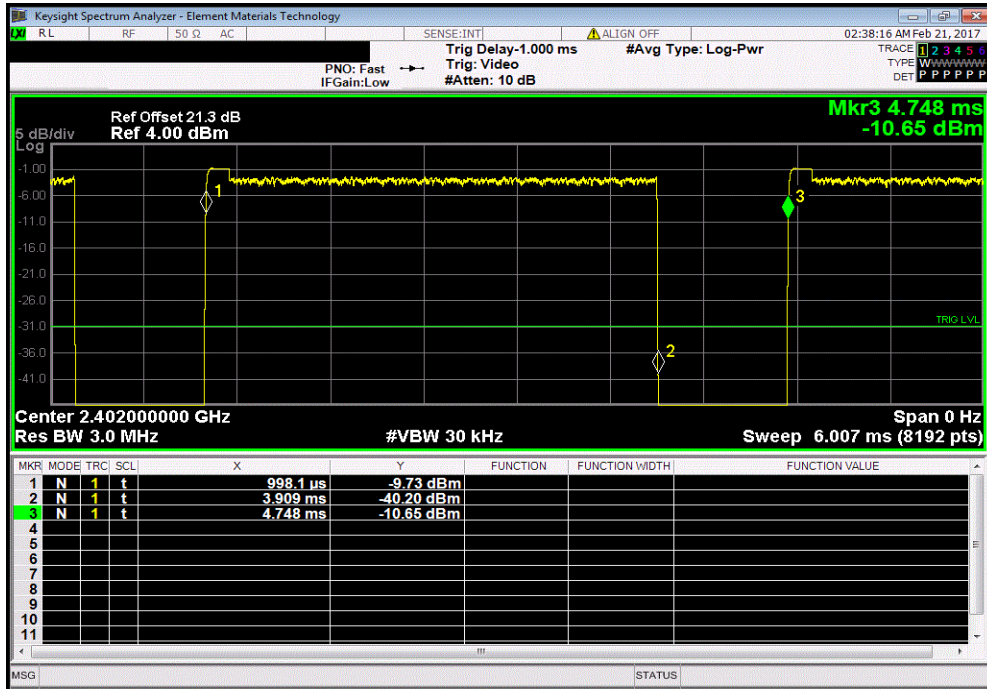 Keysight Spectrum Analyzer - Element Materials Technology
LXI RL RF 50 Ω AC SENSE:INT ALIGN OFF 02:38:16 AM Feb 21, 2017
Trig Delay-1.000 ms #Avg Type: Log-Pwr TRACE 1 2 3 4 5 6
PNO: Fast Trig: Video TYPE WWWWWW
IFGain:Low #Atten: 10 dB DET P P P P P P
Mkr3 4.748 ms
-10.65 dBm
Ref Offset 21.3 dB
5 dB/div Ref 4.00 dBm
Log
-1.00
-6.00
-11.0
-16.0
-21.0
-26.0
-31.0
-36.0
-41.0
1
2
3
TRIG LVL
Center 2.402000000 GHz Span 0 Hz
Res BW 3.0 MHz #VBW 30 kHz Sweep 6.007 ms (8192 pts)
MKR MODE TRC SCL X Y FUNCTION FUNCTION WIDTH FUNCTION VALUE
1 N 1 t 998.1 µs -9.73 dBm
2 N 1 t 3.909 ms -40.20 dBm
3 N 1 t 4.748 ms -10.65 dBm
4
5
6
7
8
9
10
11
MSG STATUS